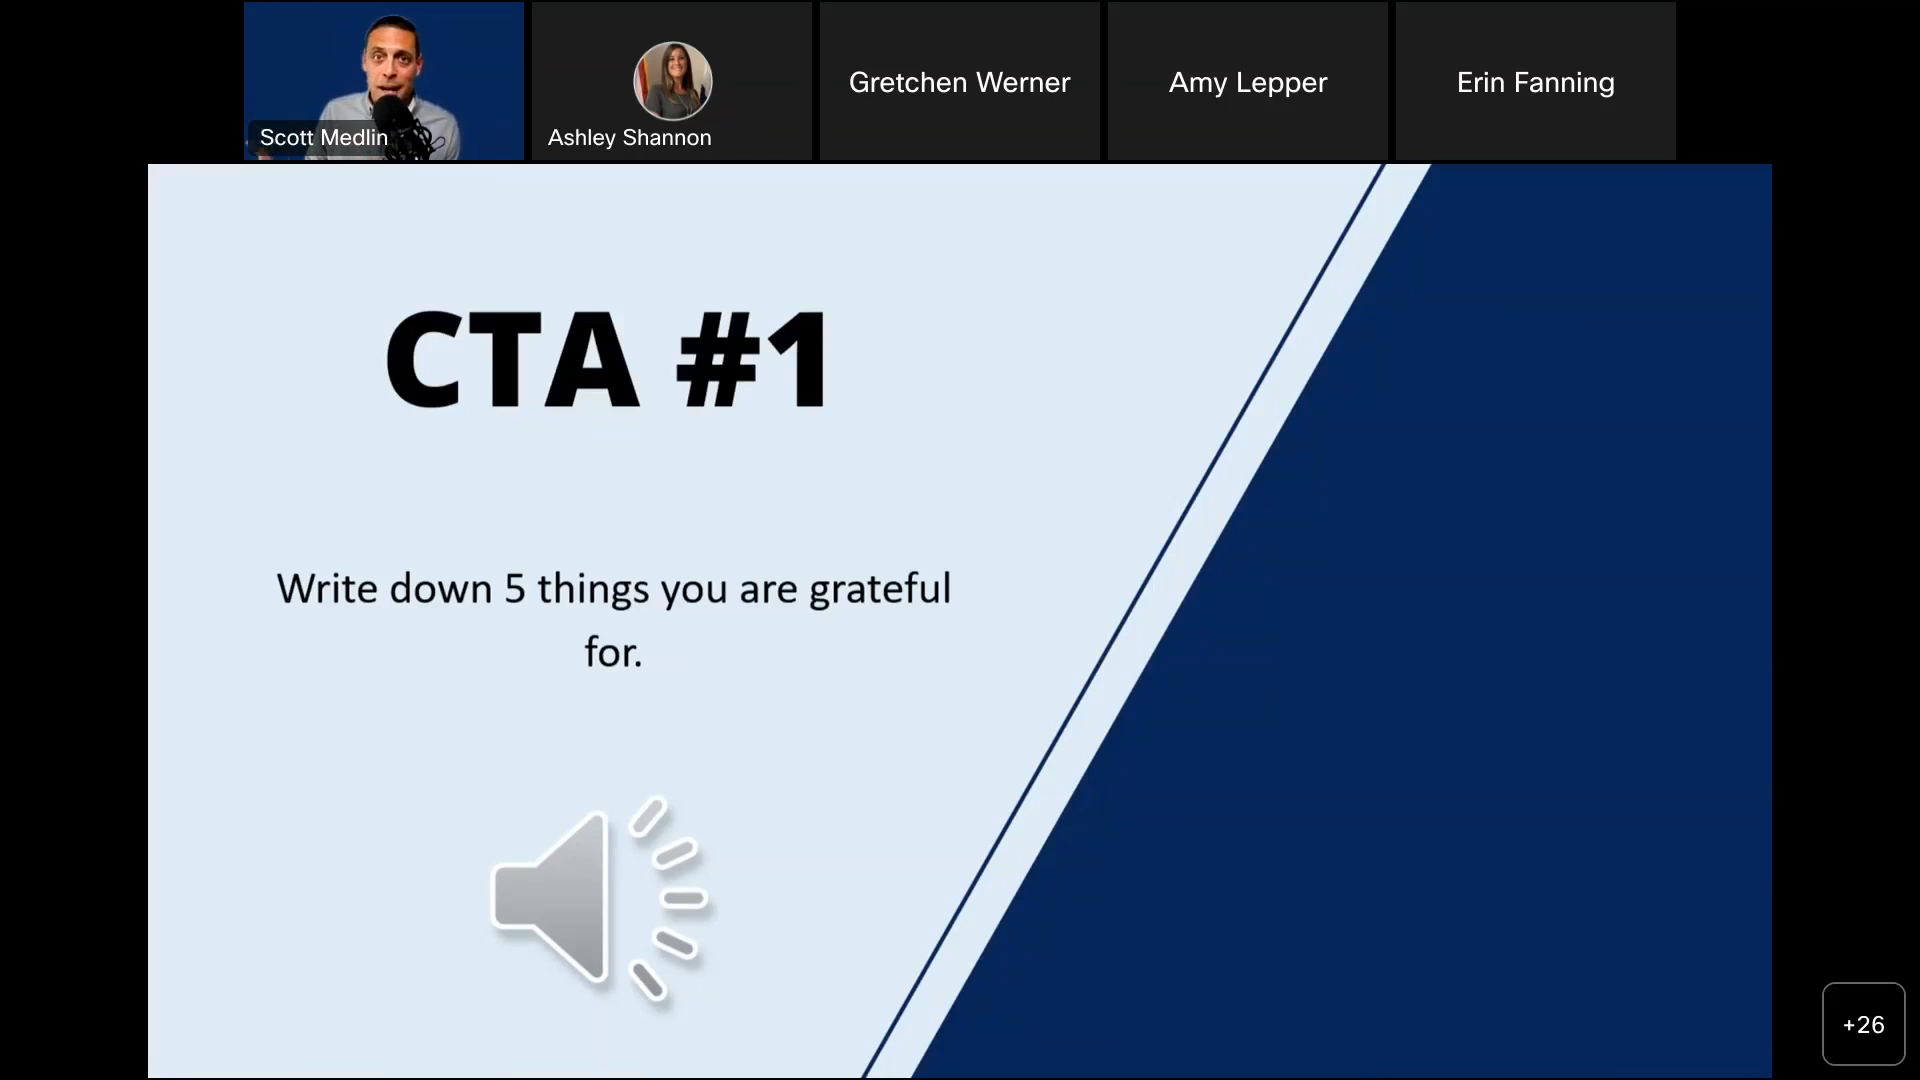 Scott Medlin
Ashley Shannon
Gretchen Werner
Amy Lepper
Erin Fanning
CTA #1
Write down 5 things you are grateful
for.
+26